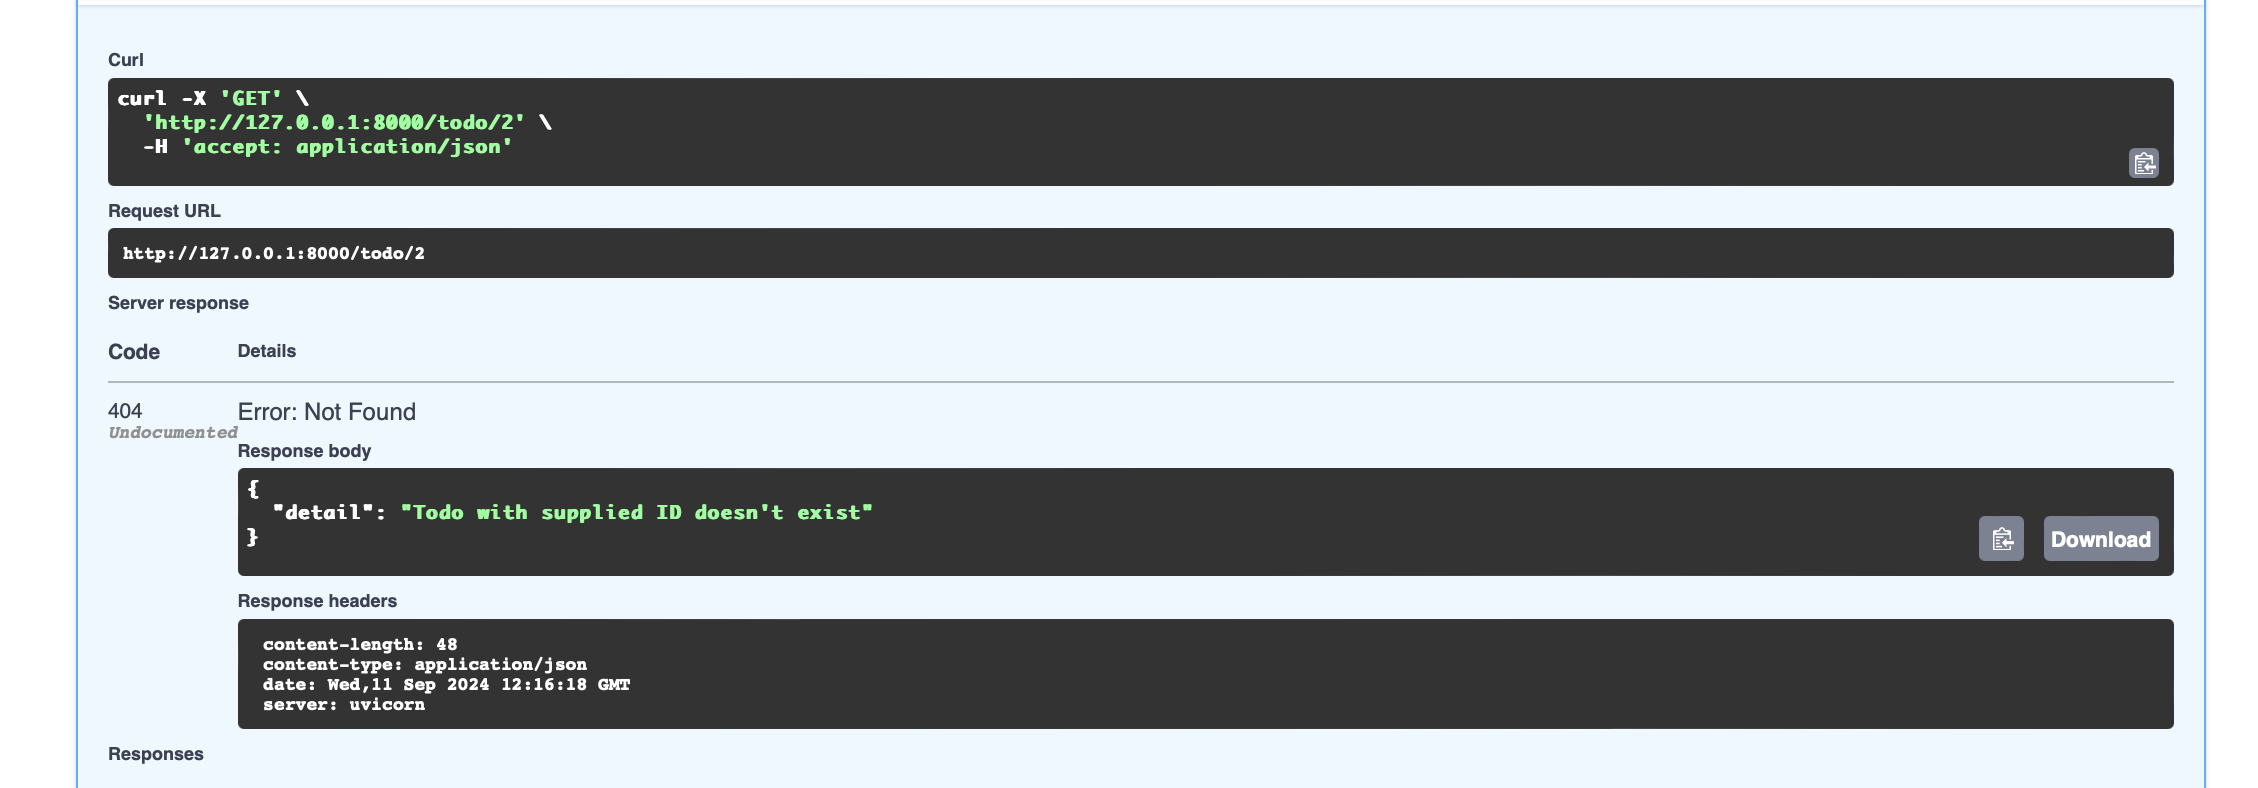 Curl
curl -X 'GET' \
'http://127.0.0.1:8000/todo/2' \
-H 'accept: application/json'
Request URL
http://127.0.0.1:8000/todo/2
Server response
Code Details
404 Error: Not Found
Undocumented
Response body
{
"detail": "Todo with supplied ID doesn't exist"
}
Download
Response headers
content-length: 48
content-type: application/json
date: Wed,11 Sep 2024 12:16:18 GMT
server: uvicorn
Responses